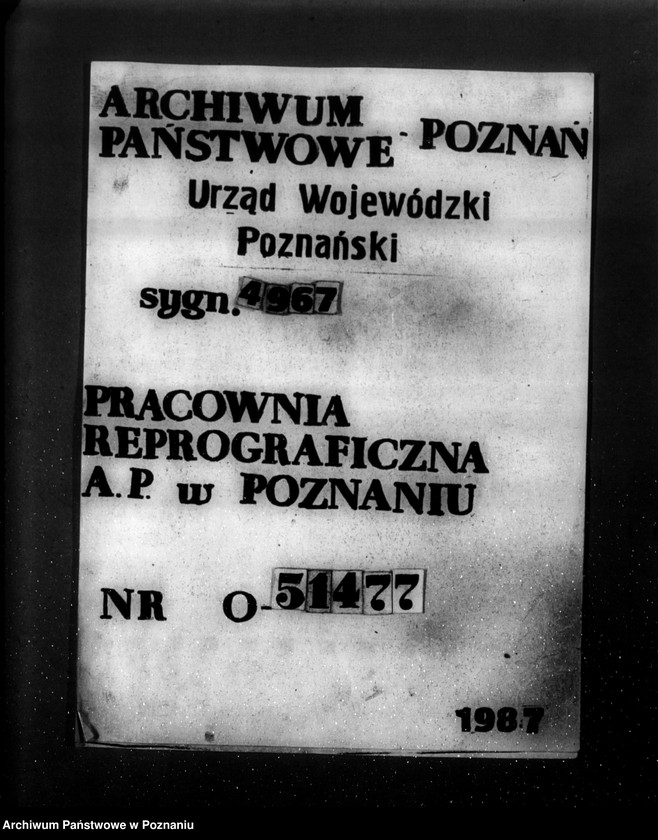 ARCHIWUM
PAŃSTWOWE - POZNAŃ
Urząd Wojewódzki
Poznański
sygn. 4967
PRACOWNIA
REPROGRAFICZNA
A.P. w POZNANIU
NR O-51477
1987
Archiwum Państwowe w Poznaniu